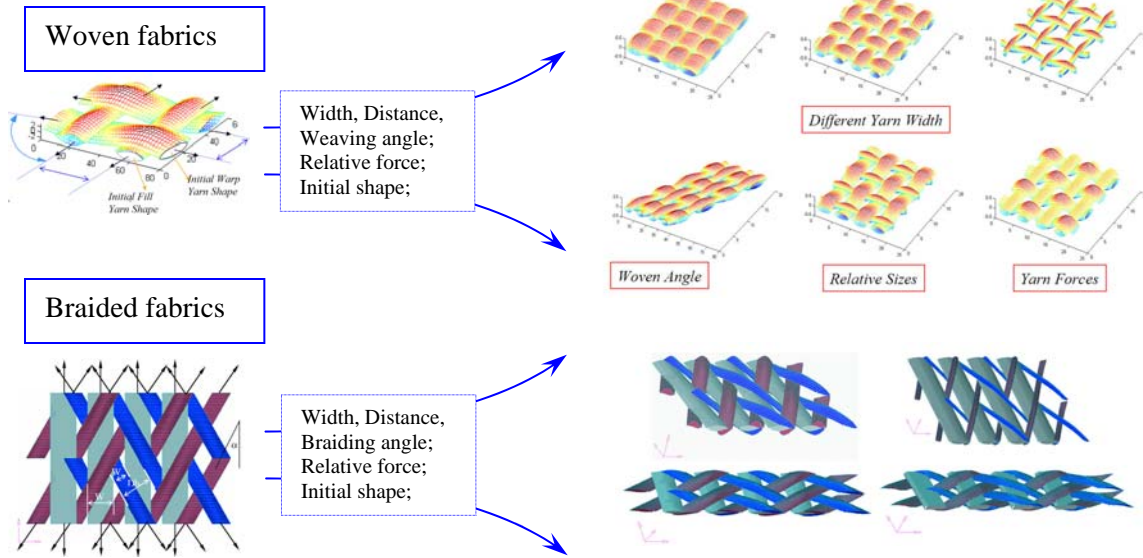 Woven fabrics
Initial Fill
Yarn Shape
Initial Warp
Yarn Shape
Width, Distance,
Weaving angle;
Relative force;
Initial shape;
Different Yarn Width
Woven Angle
Relative Sizes
Yarn Forces
Braided fabrics
α
W
Width, Distance,
Braiding angle;
Relative force;
Initial shape;